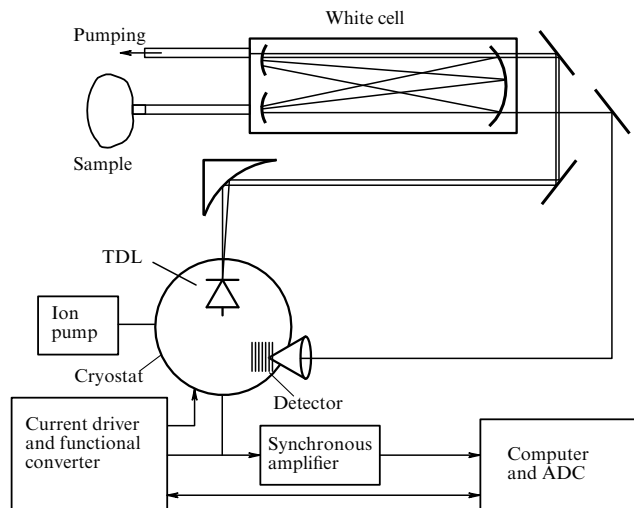 White cell
Pumping
Sample
TDL
Ion
pump
Cryostat
Detector
Current driver
and functional
converter
Synchronous
amplifier
Computer
and ADC